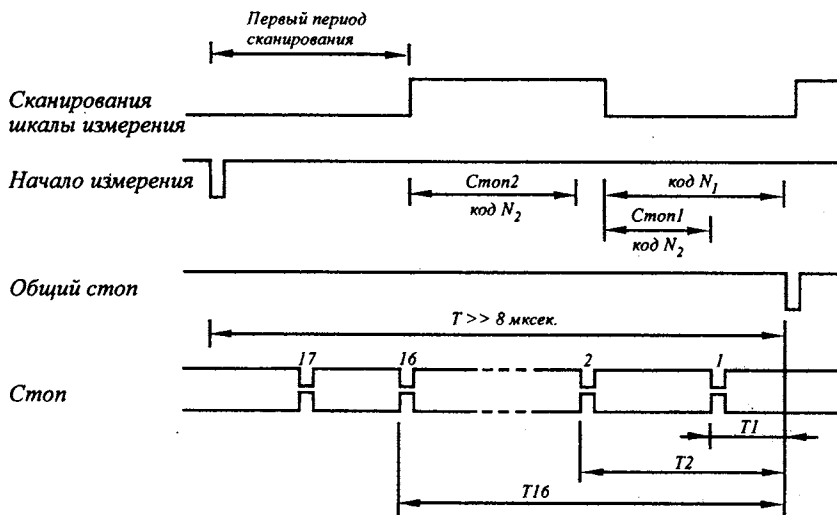 Первый период
сканирования
Сканирования
шкалы измерения
Начало измерения
Стоп2
код N2
код N1
Стоп1
код N2
Общий стоп
T >> 8 мксек.
17 16 2 1
Стоп
T1
T2
T16